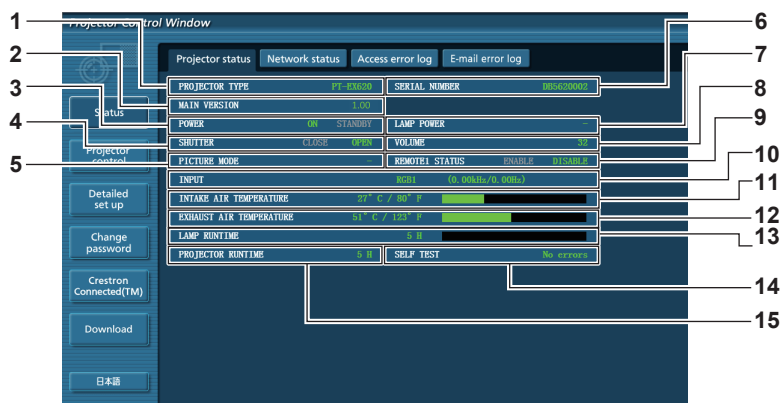 Projector Control Window
1
2
3
4
5
6
7
8
9
10
11
12
13
14
15
Projector status Network status Access error log E-mail error log
PROJECTOR TYPE PT-EX620 SERIAL NUMBER DB5620002
MAIN VERSION 1.00
POWER ON STANDBY LAMP POWER -
SHUTTER CLOSE OPEN VOLUME 32
PICTURE MODE - REMOTE1 STATUS ENABLE DISABLE
INPUT RGB1 (0.00kHz/0.00Hz)
INTAKE AIR TEMPERATURE 27° C / 80° F
EXHAUST AIR TEMPERATURE 51° C / 123° F
LAMP RUNTIME 5 H
PROJECTOR RUNTIME 5 H SELF TEST No errors
Status
Projector
control
Detailed
set up
Change
password
Crestron
Connected(TM)
Download
日本語